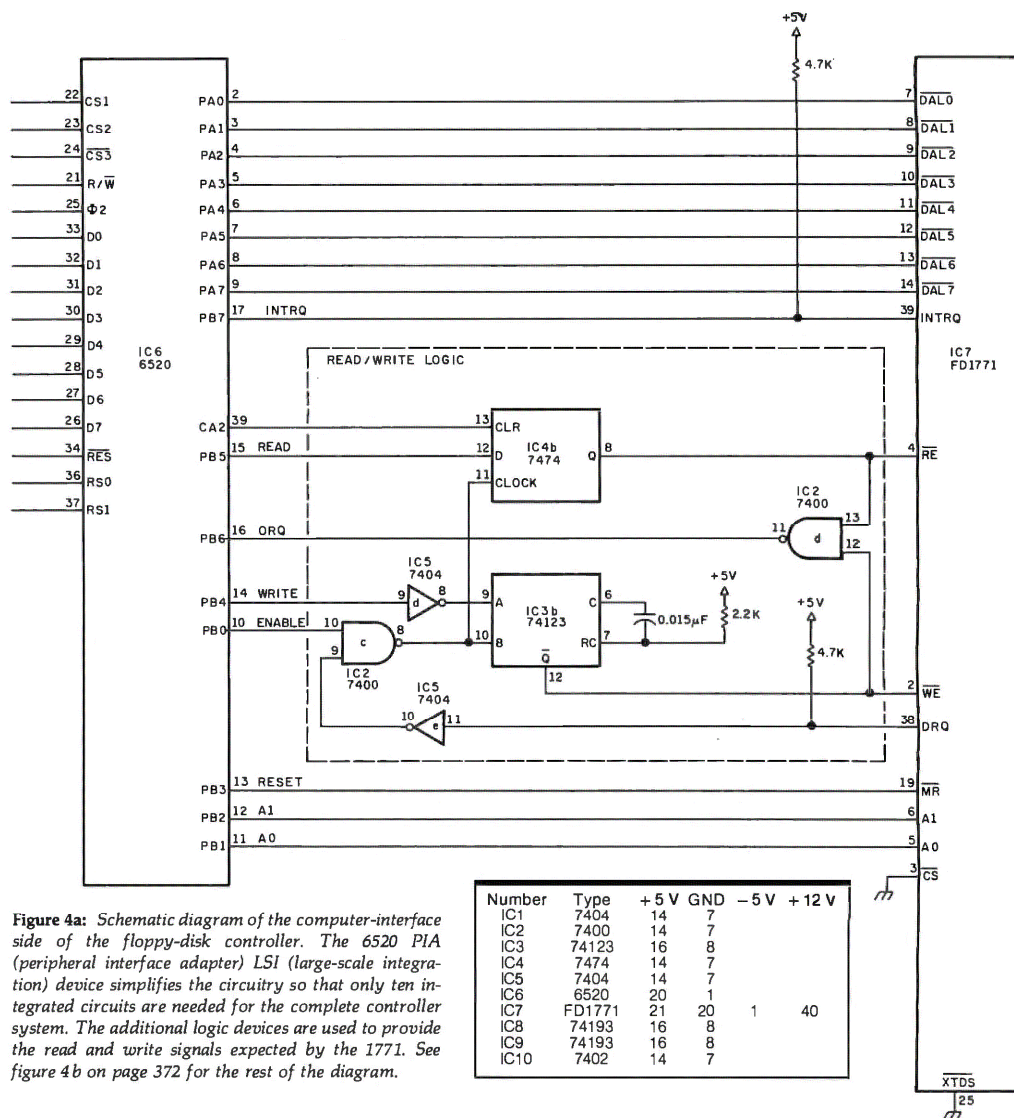 +5V
4.7K
22 CS1 PA0 2 7 DAL0
23 CS2 PA1 3 8 DAL1
24 CS3 PA2 4 9 DAL2
21 R/W PA3 5 10 DAL3
25 Φ2 PA4 6 11 DAL4
33 D0 PA5 7 12 DAL5
32 D1 PA6 8 13 DAL6
31 D2 PA7 9 14 DAL7
30 D3 PB7 17 INTRQ 39 INTRQ
29 D4
28 D5
27 D6
26 D7
34 RES
36 RS0
37 RS1
IC6
6520
IC7
FD1771
READ/WRITE LOGIC
CA2 39 13 CLR
PB5 15 READ 12 D Q 8 4 RE
11 CLOCK
IC4b
7474
IC2
7400
13
12
d
11
PB6 16 ORQ
IC5
7404
PB4 14 WRITE 9 d 8 9 A C 6
PB0 10 ENABLE 10 c 8 10 B RC 7
9
IC2
7400
IC3b
74123
Q
12
0.015μF
+5V
2.2K
+5V
4.7K
2 WE
IC5
7404
10 e 11
38 DRQ
PB3 13 RESET 19 MR
PB2 12 A1 6 A1
PB1 11 A0 5 A0
3 CS
Number Type +5 V GND −5 V +12 V
IC1 7404 14 7
IC2 7400 14 7
IC3 74123 16 8
IC4 7474 14 7
IC5 7404 14 7
IC6 6520 20 1
IC7 FD1771 21 20 1 40
IC8 74193 16 8
IC9 74193 16 8
IC10 7402 14 7
XTDS
25
Figure 4a: Schematic diagram of the computer-interface
side of the floppy-disk controller. The 6520 PIA
(peripheral interface adapter) LSI (large-scale integra-
tion) device simplifies the circuitry so that only ten in-
tegrated circuits are needed for the complete controller
system. The additional logic devices are used to provide
the read and write signals expected by the 1771. See
figure 4b on page 372 for the rest of the diagram.